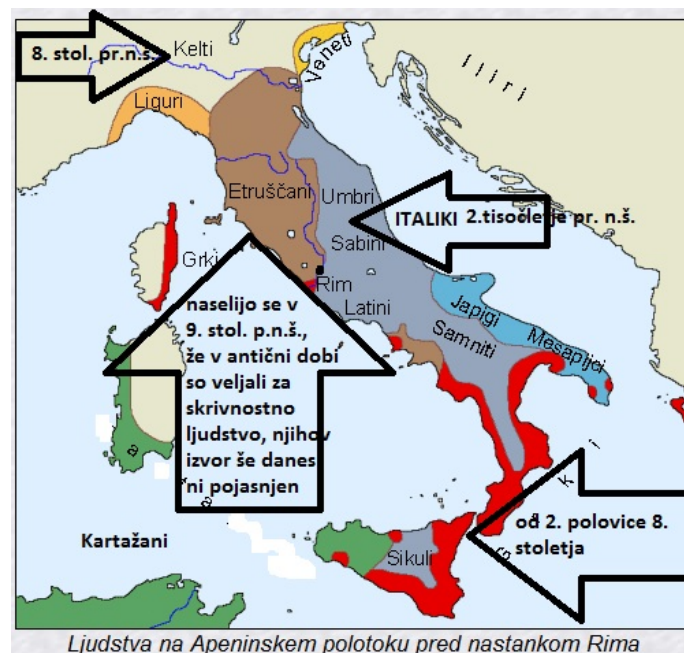 8. stol. pr.n.š.
Kelti
Veneti
Iliri
Liguri
Etruščani
Umbri
ITALIKI 2.tisočletje pr. n.š.
Sabini
Grki
Rim
Latini
Japigi
Mesapijci
Samniti
naselijo se v
9. stol. p.n.š.,
že v antični dobi
so veljali za
skrivnostno
ljudstvo, njihov
izvor še danes
ni pojasnjen
od 2. polovice 8.
stoletja
Kartažani
Sikuli
Ljudstva na Apeninskem polotoku pred nastankom Rima